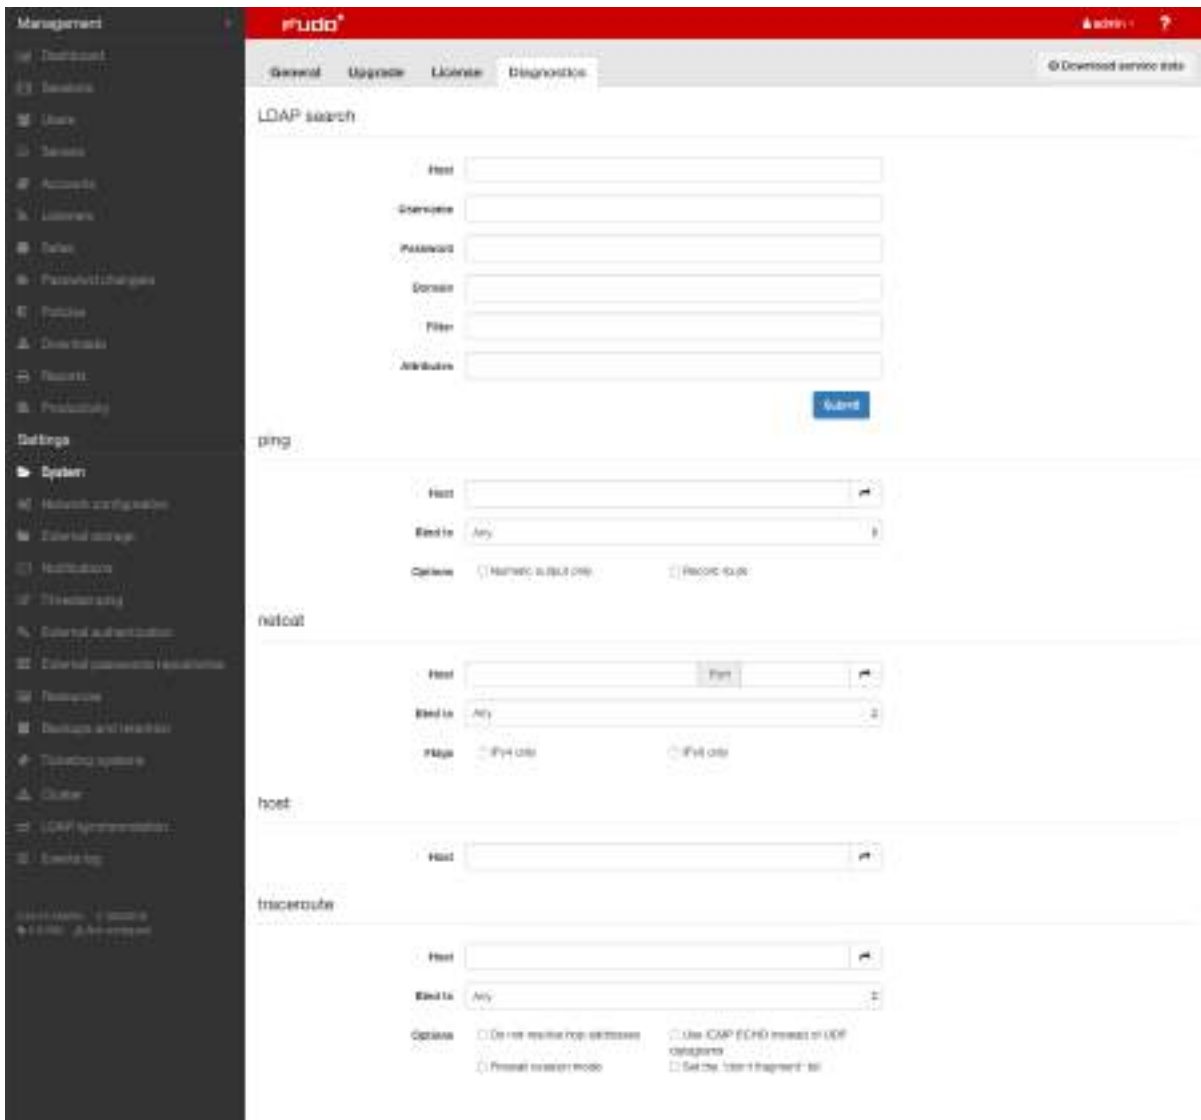 Management
Dashboard
Sessions
Users
Servers
Accounts
Listeners
Safes
Password changers
Policies
Downloads
Reports
Productivity
Settings
System
Network configuration
External storage
Notifications
Timestamping
External authentication
External passwords repositories
Resources
Backups and retention
Ticketing systems
Cluster
LDAP synchronization
Events log
FUDO
admin
?
General Upgrade License Diagnostics
Download service data
LDAP search
Host
Username
Password
Domain
Filter
Attributes
Submit
ping
Host
Bind to Any
Options Numeric output only Record route
netcat
Host Port
Bind to Any
Flags IPv4 only IPv6 only
host
Host
traceroute
Host
Bind to Any
Options Do not resolve hop addresses Use ICMP ECHO instead of UDP
datagrams
Firewall evasion mode Set the "don't fragment" bit